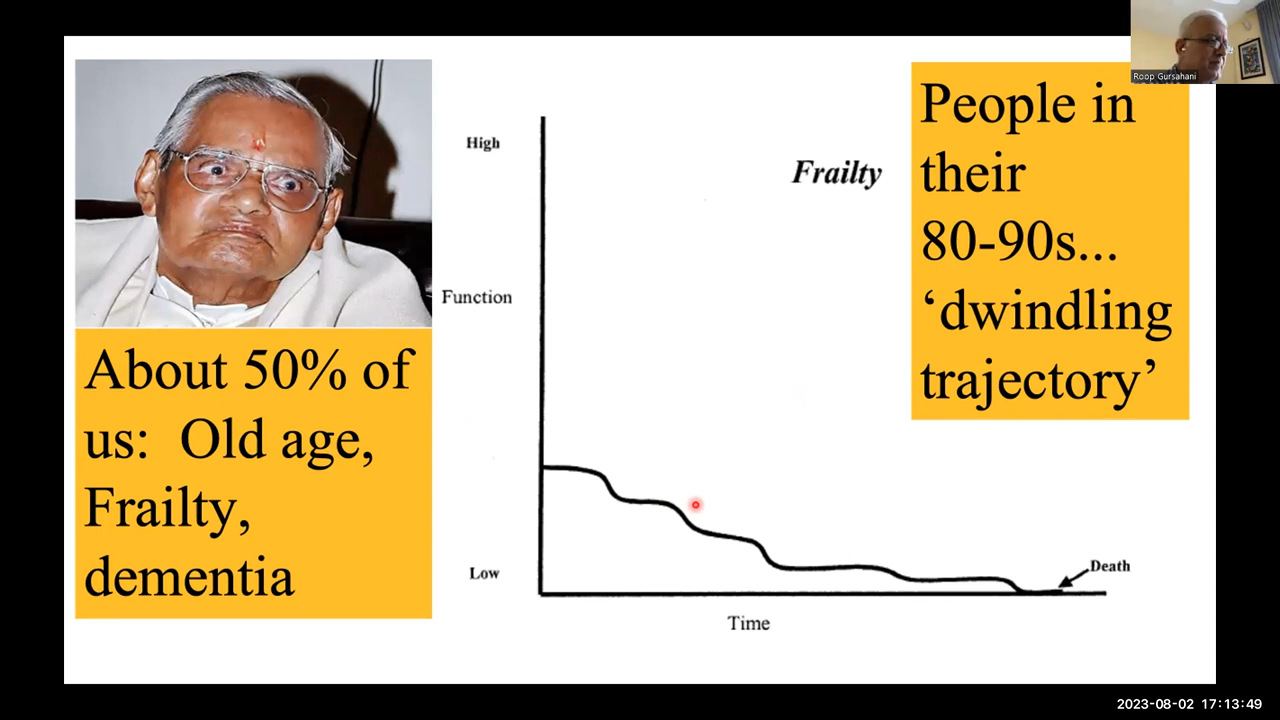 Roop Gursahani
People in
their
80-90s...
‘dwindling
trajectory’
High
Frailty
Function
About 50% of
us: Old age,
Frailty,
dementia
Low
Death
Time
2023-08-02 17:13:49